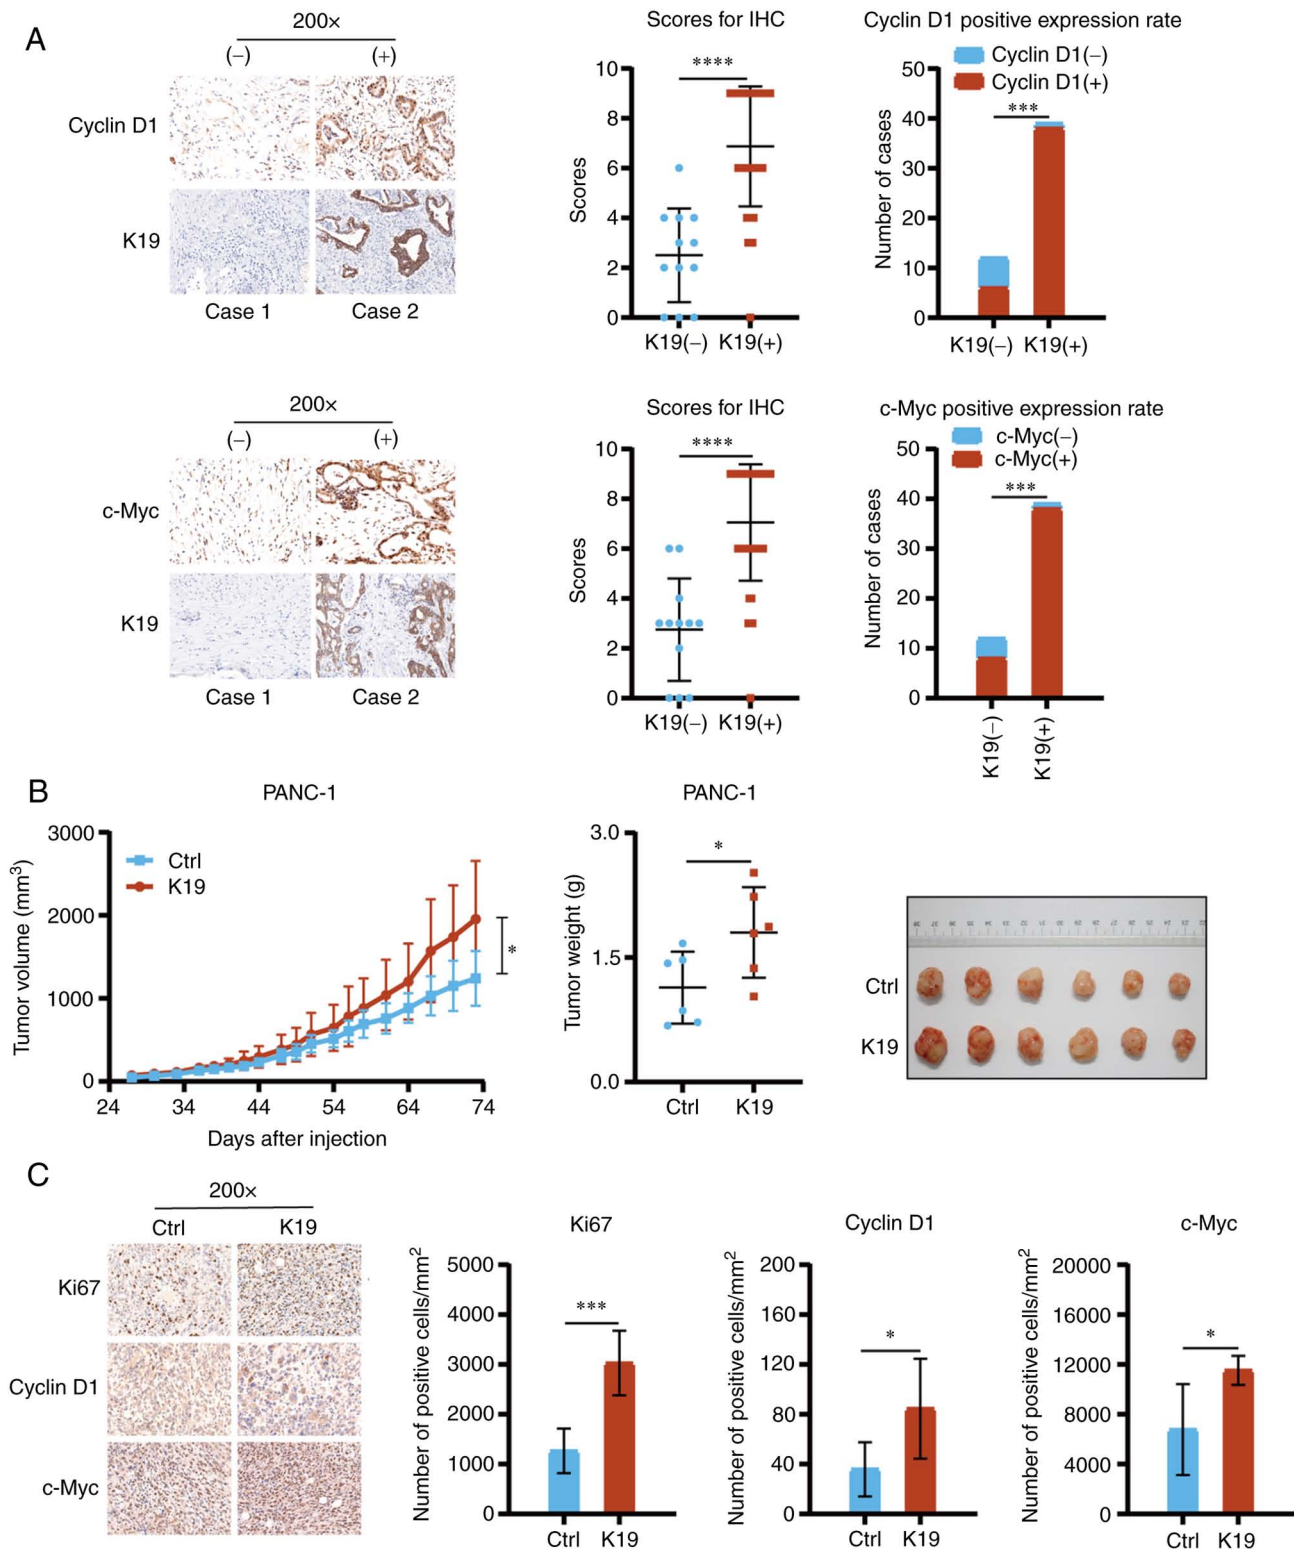 A
200×
(−) (+)
Cyclin D1
K19
Case 1 Case 2
Scores for IHC
****
10
8
6
4
2
0
Scores
K19(−) K19(+)
Cyclin D1 positive expression rate
Cyclin D1(−)
Cyclin D1(+)
***
50
40
30
20
10
0
Number of cases
K19(−) K19(+)
200×
(−) (+)
c-Myc
K19
Case 1 Case 2
Scores for IHC
****
10
8
6
4
2
0
Scores
K19(−) K19(+)
c-Myc positive expression rate
c-Myc(−)
c-Myc(+)
***
50
40
30
20
10
0
Number of cases
K19(−)
K19(+)
B
PANC-1
3000
2000
1000
0
Tumor volume (mm³)
Ctrl
K19
*
24 34 44 54 64 74
Days after injection
PANC-1
*
3.0
1.5
0.0
Tumor weight (g)
Ctrl K19
Ctrl
K19
C
200×
Ctrl K19
Ki67
Cyclin D1
c-Myc
Ki67
***
5000
4000
3000
2000
1000
0
Number of positive cells/mm²
Ctrl K19
Cyclin D1
*
200
160
120
80
40
0
Number of positive cells/mm²
Ctrl K19
c-Myc
*
20000
16000
12000
8000
4000
0
Number of positive cells/mm²
Ctrl K19